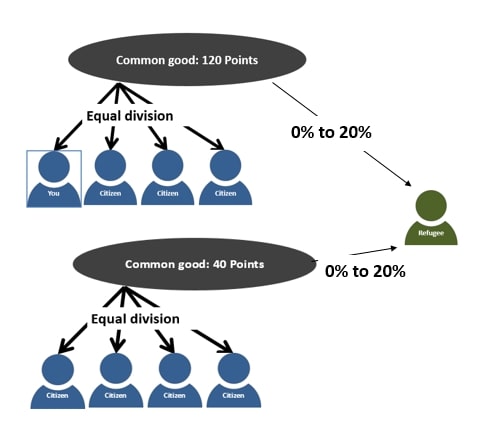 Common good: 120 Points
Equal division
0% to 20%
You
Citizen
Citizen
Citizen
Refugee
Common good: 40 Points
0% to 20%
Equal division
Citizen
Citizen
Citizen
Citizen